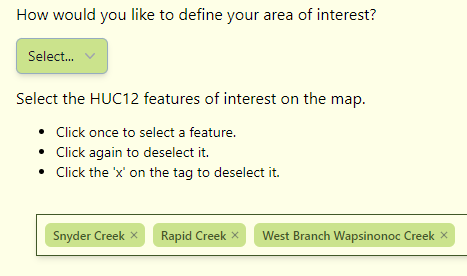 How would you like to define your area of interest?
Select...
Select the HUC12 features of interest on the map.
• Click once to select a feature.
• Click again to deselect it.
• Click the 'x' on the tag to deselect it.
Snyder Creek × Rapid Creek × West Branch Wapsinonoc Creek ×